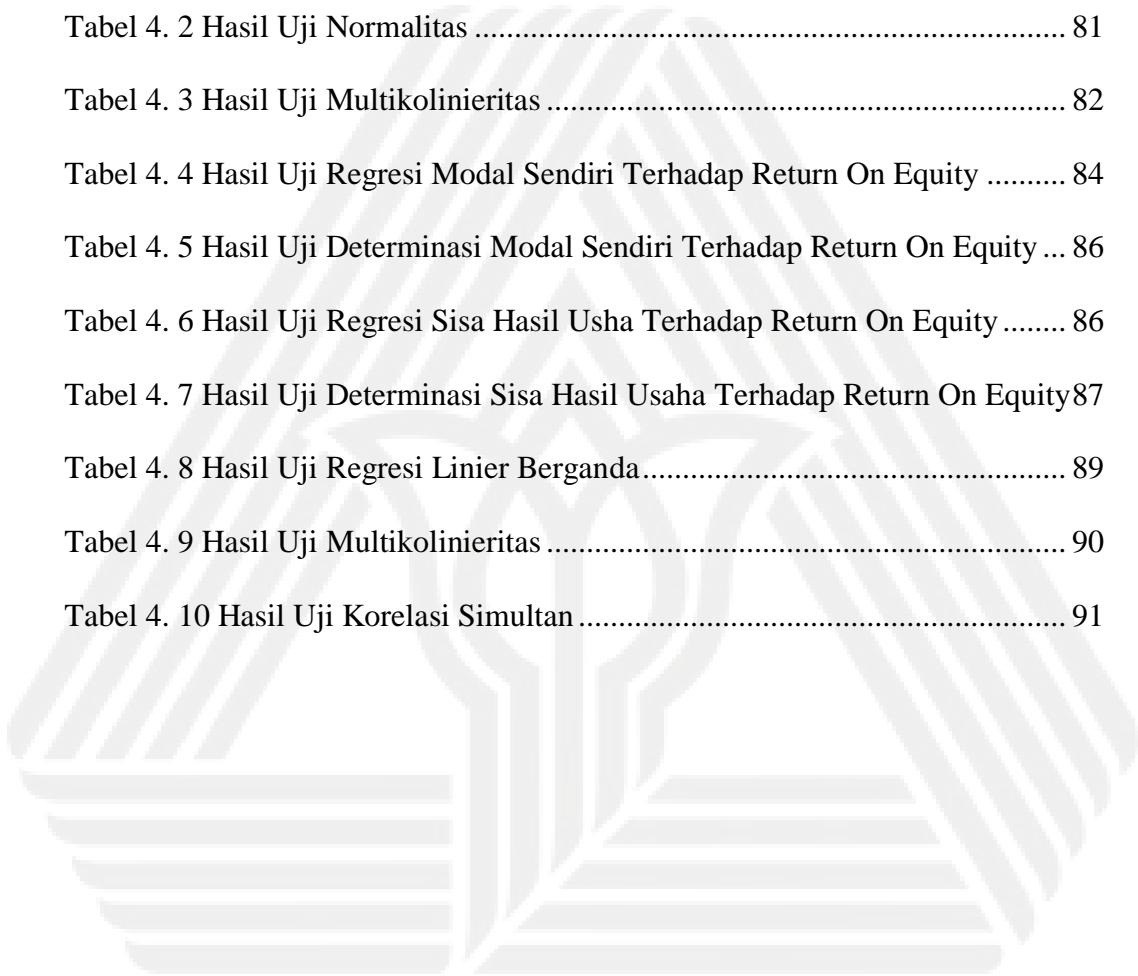 Tabel 4. 2 Hasil Uji Normalitas ....................................................................... 81
Tabel 4. 3 Hasil Uji Multikolinieritas .............................................................. 82
Tabel 4. 4 Hasil Uji Regresi Modal Sendiri Terhadap Return On Equity .......... 84
Tabel 4. 5 Hasil Uji Determinasi Modal Sendiri Terhadap Return On Equity ... 86
Tabel 4. 6 Hasil Uji Regresi Sisa Hasil Usha Terhadap Return On Equity ........ 86
Tabel 4. 7 Hasil Uji Determinasi Sisa Hasil Usaha Terhadap Return On Equity87
Tabel 4. 8 Hasil Uji Regresi Linier Berganda................................................... 89
Tabel 4. 9 Hasil Uji Multikolinieritas .............................................................. 90
Tabel 4. 10 Hasil Uji Korelasi Simultan .......................................................... 91